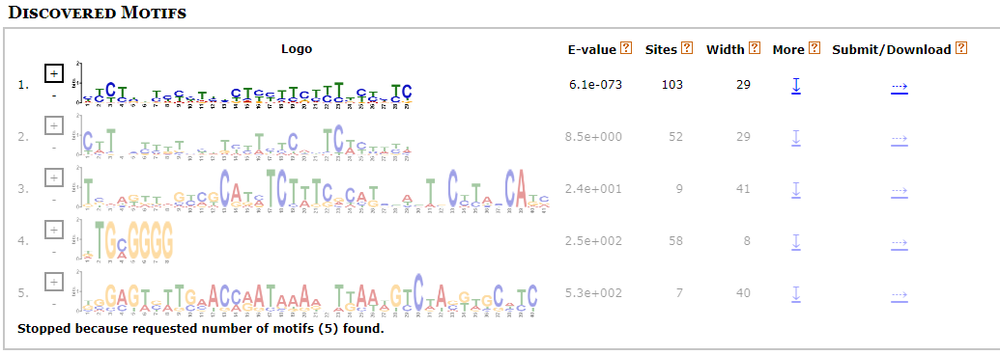 DISCOVERED MOTIFS
Logo E-value ? Sites ? Width ? More ? Submit/Download ?
1. + - 6.1e-073 103 29
2. + - 8.5e+000 52 29
3. + - 2.4e+001 9 41
4. + - 2.5e+002 58 8
5. + - 5.3e+002 7 40
Stopped because requested number of motifs (5) found.